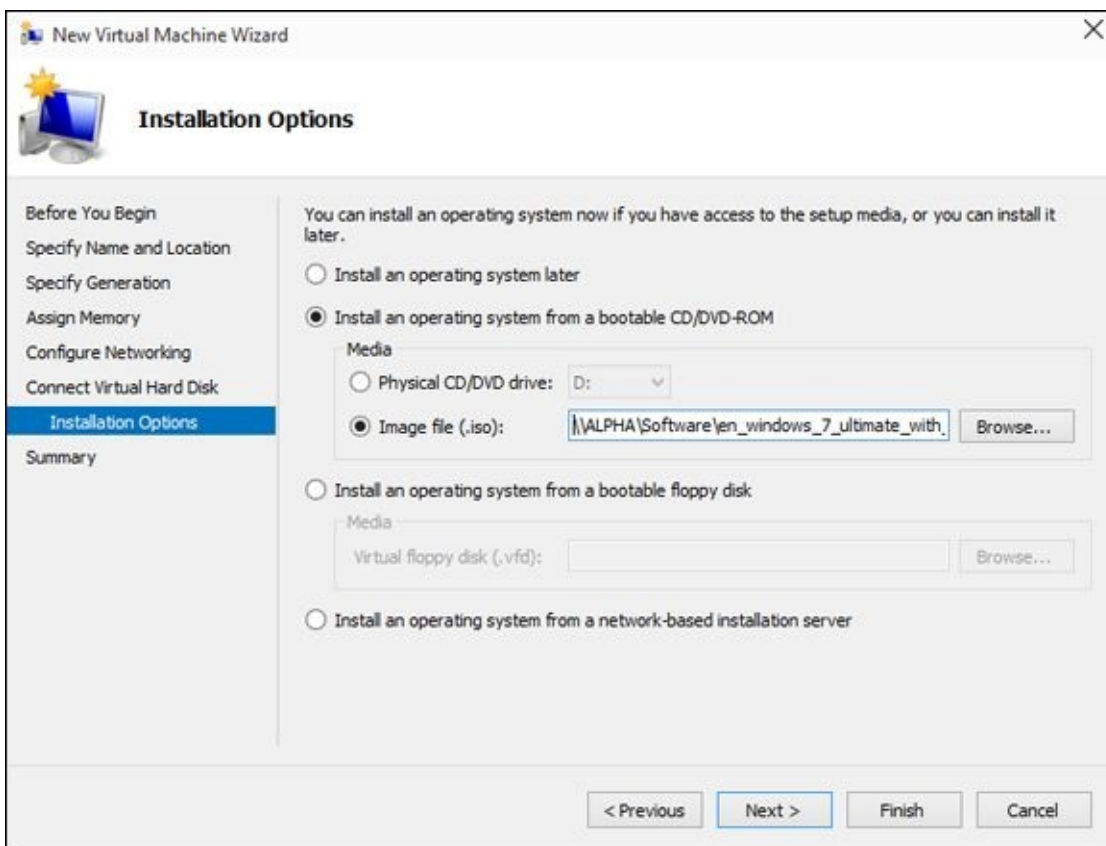 New Virtual Machine Wizard
Installation Options
Before You Begin
Specify Name and Location
Specify Generation
Assign Memory
Configure Networking
Connect Virtual Hard Disk
Installation Options
Summary
You can install an operating system now if you have access to the setup media, or you can install it
later.
Install an operating system later
Install an operating system from a bootable CD/DVD-ROM
Media
Physical CD/DVD drive: D:
Image file (.iso): \\ALPHA\Software\en_windows_7_ultimate_with_ Browse...
Install an operating system from a bootable floppy disk
Media
Virtual floppy disk (.vfd): Browse...
Install an operating system from a network-based installation server
< Previous Next > Finish Cancel